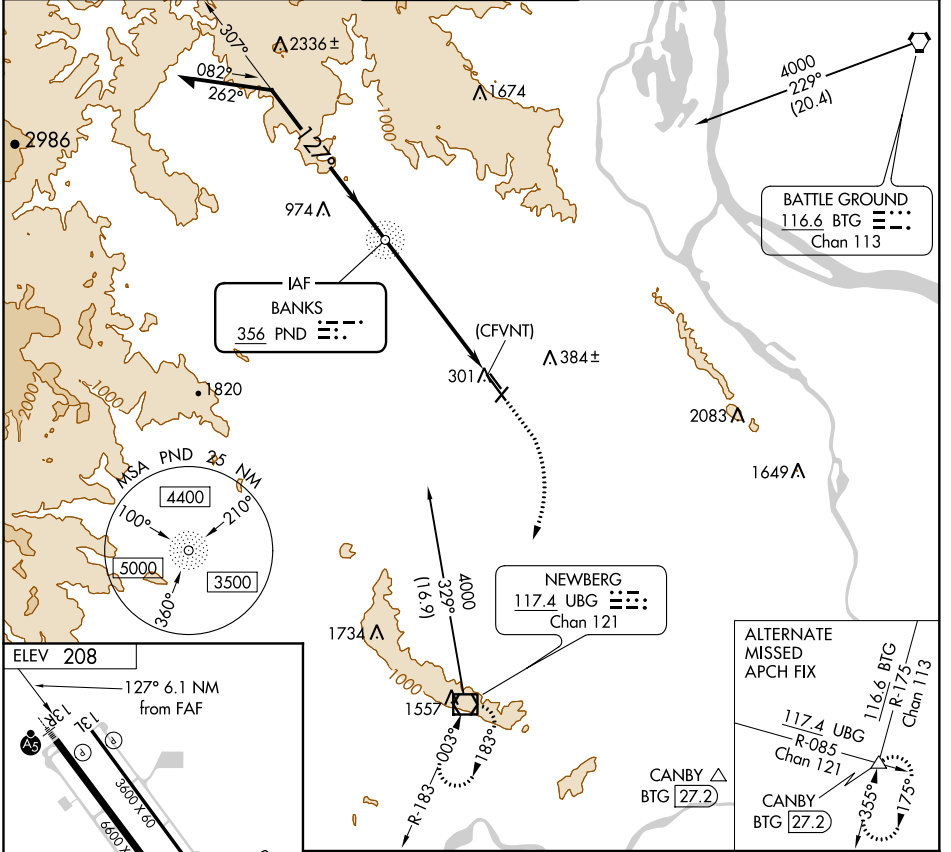 307°
2336±
082°
262°
1674
1000
4000
229°
(20.4)
2986
127°
974
BATTLE GROUND
116.6 BTG
Chan 113
IAF
BANKS
356 PND
(CFVNT)
301
384±
1820
1000
2000
2083
1649
MSA PND 25 NM
4400
100°
210°
5000
3500
360°
4000
329°
(16.9)
NEWBERG
117.4 UBG
Chan 121
1734
1000
1557
R-183
003°
183°
CANBY
BTG 27.2
ELEV 208
127° 6.1 NM
from FAF
13R
13L
A5
P
P
3600 X 60
6600 X
ALTERNATE
MISSED
APCH FIX
116.6 BTG
R-175
Chan 113
117.4 UBG
R-085
Chan 121
CANBY
BTG 27.2
355°
175°